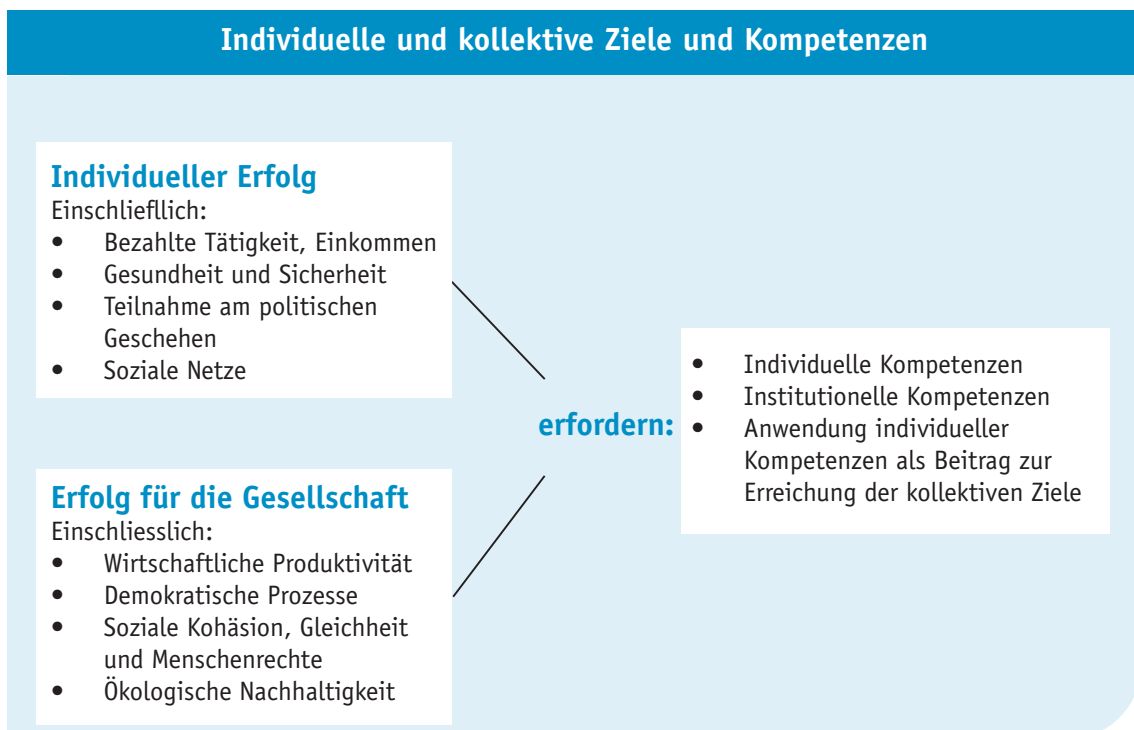 Individuelle und kollektive Ziele und Kompetenzen
Individueller Erfolg
Einschliefllich:
• Bezahlte Tätigkeit, Einkommen
• Gesundheit und Sicherheit
• Teilnahme am politischen
Geschehen
• Soziale Netze
Erfolg für die Gesellschaft
Einschliesslich:
• Wirtschaftliche Produktivität
• Demokratische Prozesse
• Soziale Kohäsion, Gleichheit
und Menschenrechte
• Ökologische Nachhaltigkeit
erfordern:
• Individuelle Kompetenzen
• Institutionelle Kompetenzen
• Anwendung individueller
Kompetenzen als Beitrag zur
Erreichung der kollektiven Ziele